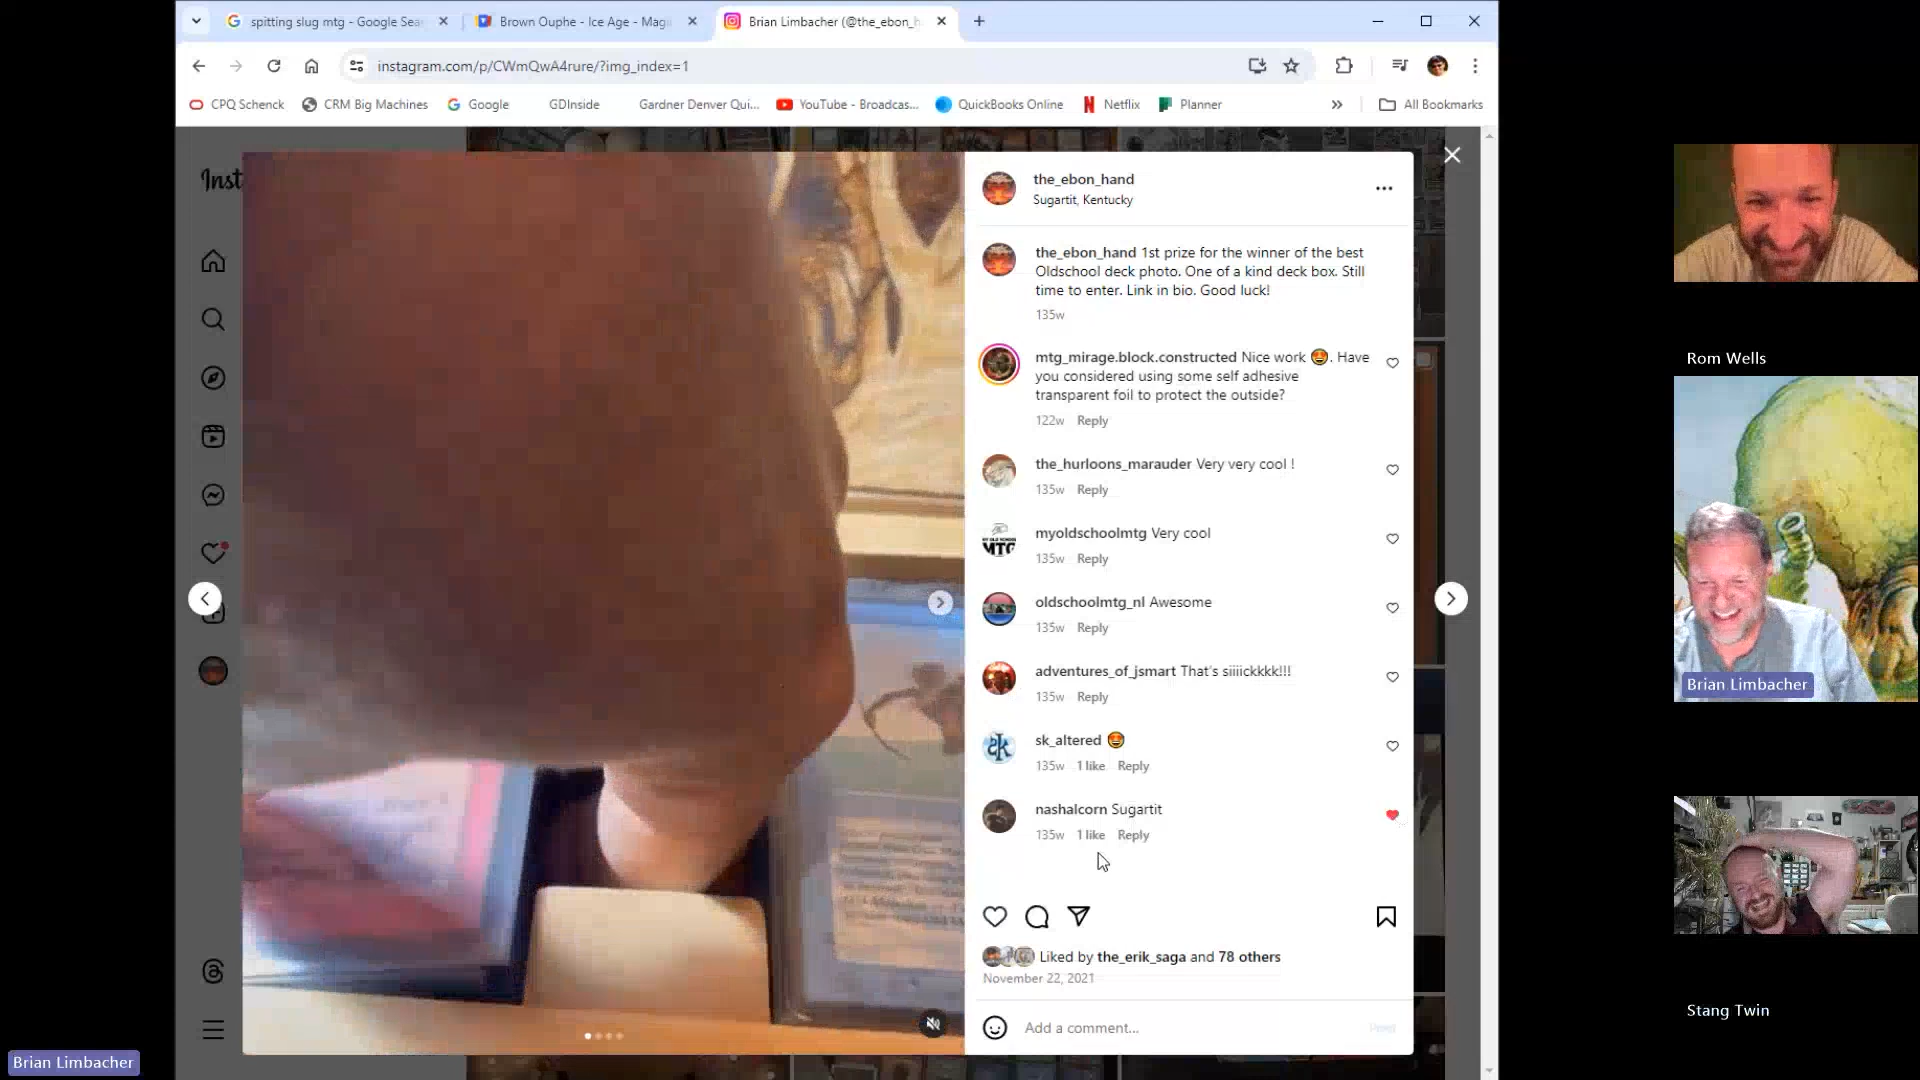 spitting slug mtg - Google Sea
Brown Ouphe - Ice Age - Magi
Brian Limbacher (@the_ebon_h
instagram.com/p/CWmQwA4rure/?img_index=1
CPQ Schenck
CRM Big Machines
Google
GDInside
Gardner Denver Qui...
YouTube - Broadcas...
QuickBooks Online
Netflix
Planner
All Bookmarks
Inst
the_ebon_hand
Sugartit, Kentucky
the_ebon_hand 1st prize for the winner of the best
Oldschool deck photo. One of a kind deck box. Still
time to enter. Link in bio. Good luck!
135w
mtg_mirage.block.constructed Nice work 🤩. Have
you considered using some self adhesive
transparent foil to protect the outside?
122w Reply
the_hurloons_marauder Very very cool !
135w Reply
myoldschoolmtg Very cool
135w Reply
oldschoolmtg_nl Awesome
135w Reply
adventures_of_jsmart That's siiiickkkk!!!
135w Reply
sk_altered 🤩
135w 1 like Reply
nashalcorn Sugartit
135w 1 like Reply
Liked by the_erik_saga and 78 others
November 22, 2021
Add a comment...
Post
Rom Wells
Brian Limbacher
Stang Twin
Brian Limbacher